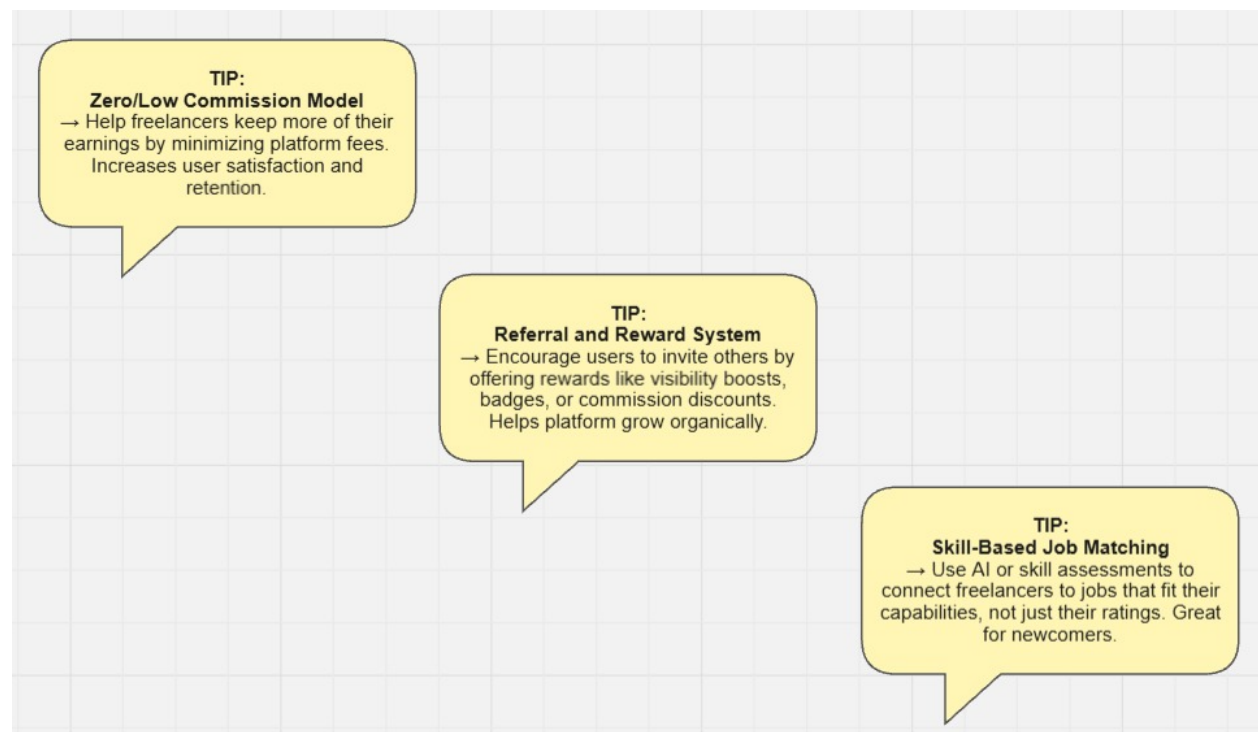 TIP:
Zero/Low Commission Model
→ Help freelancers keep more of their
earnings by minimizing platform fees.
Increases user satisfaction and
retention.
TIP:
Referral and Reward System
→ Encourage users to invite others by
offering rewards like visibility boosts,
badges, or commission discounts.
Helps platform grow organically.
TIP:
Skill-Based Job Matching
→ Use AI or skill assessments to
connect freelancers to jobs that fit their
capabilities, not just their ratings. Great
for newcomers.